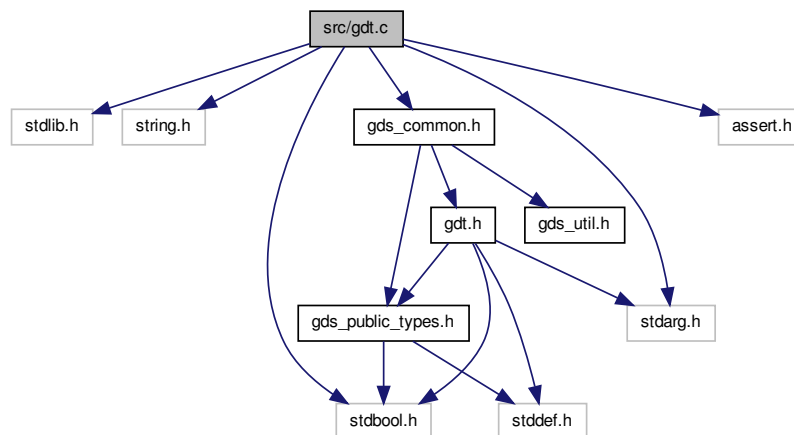 src/gdt.c
stdlib.h
string.h
gds_common.h
assert.h
gdt.h
gds_util.h
gds_public_types.h
stdarg.h
stdbool.h
stddef.h